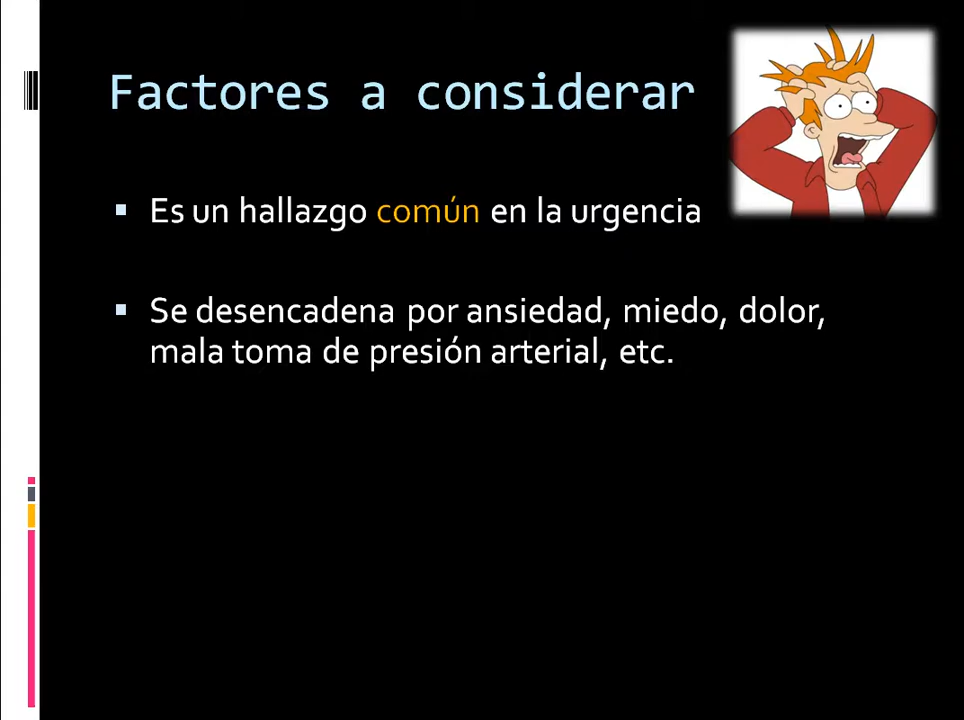 Factores a considerar
Es un hallazgo común en la urgencia
Se desencadena por ansiedad, miedo, dolor,
mala toma de presión arterial, etc.